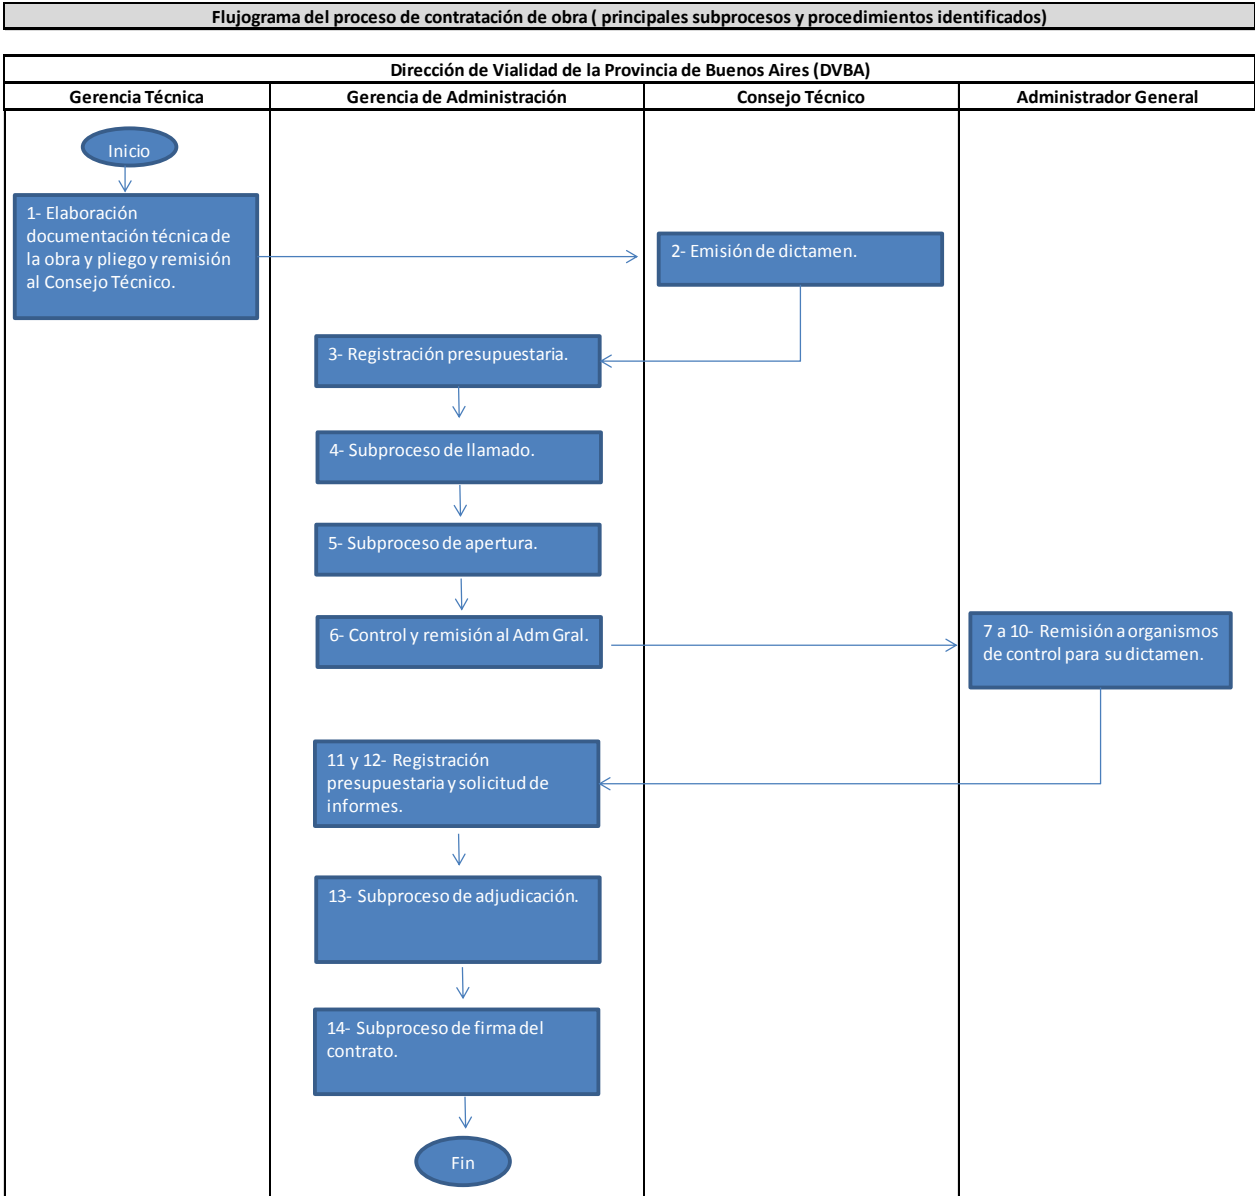 Flujograma del proceso de contratación de obra ( principales subprocesos y procedimientos identificados)
Dirección de Vialidad de la Provincia de Buenos Aires (DVBA)
Gerencia Técnica
Gerencia de Administración
Consejo Técnico
Administrador General
Inicio
1- Elaboración
documentación técnica de
la obra y pliego y remisión
al Consejo Técnico.
2- Emisión de dictamen.
3- Registración presupuestaria.
4- Subproceso de llamado.
5- Subproceso de apertura.
6- Control y remisión al Adm Gral.
7 a 10- Remisión a organismos
de control para su dictamen.
11 y 12- Registración
presupuestaria y solicitud de
informes.
13- Subproceso de adjudicación.
14- Subproceso de firma del
contrato.
Fin